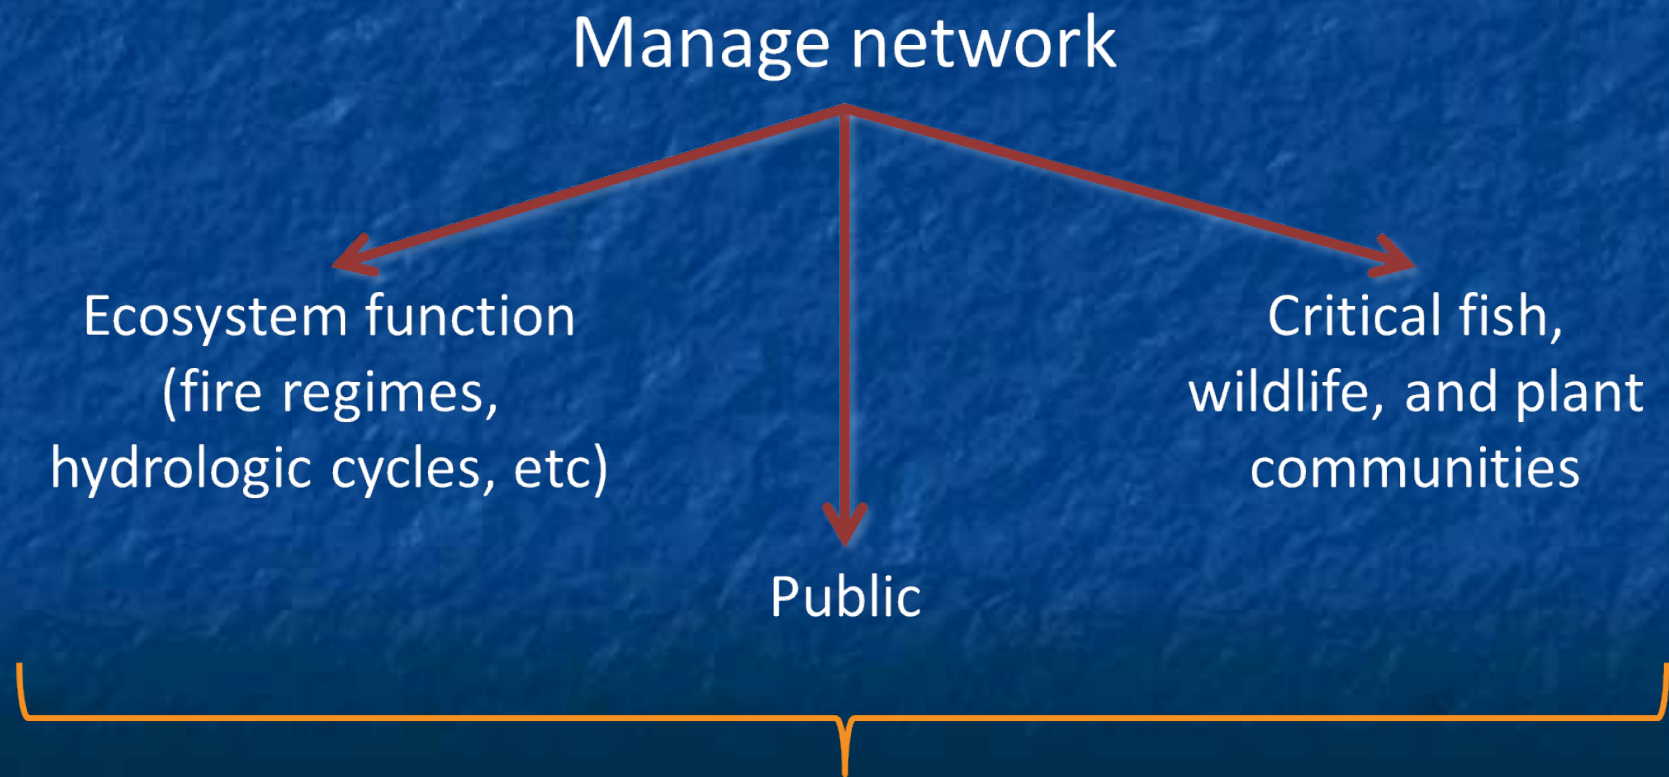 Manage network
Ecosystem function
(fire regimes,
hydrologic cycles, etc)
Critical fish,
wildlife, and plant
communities
Public